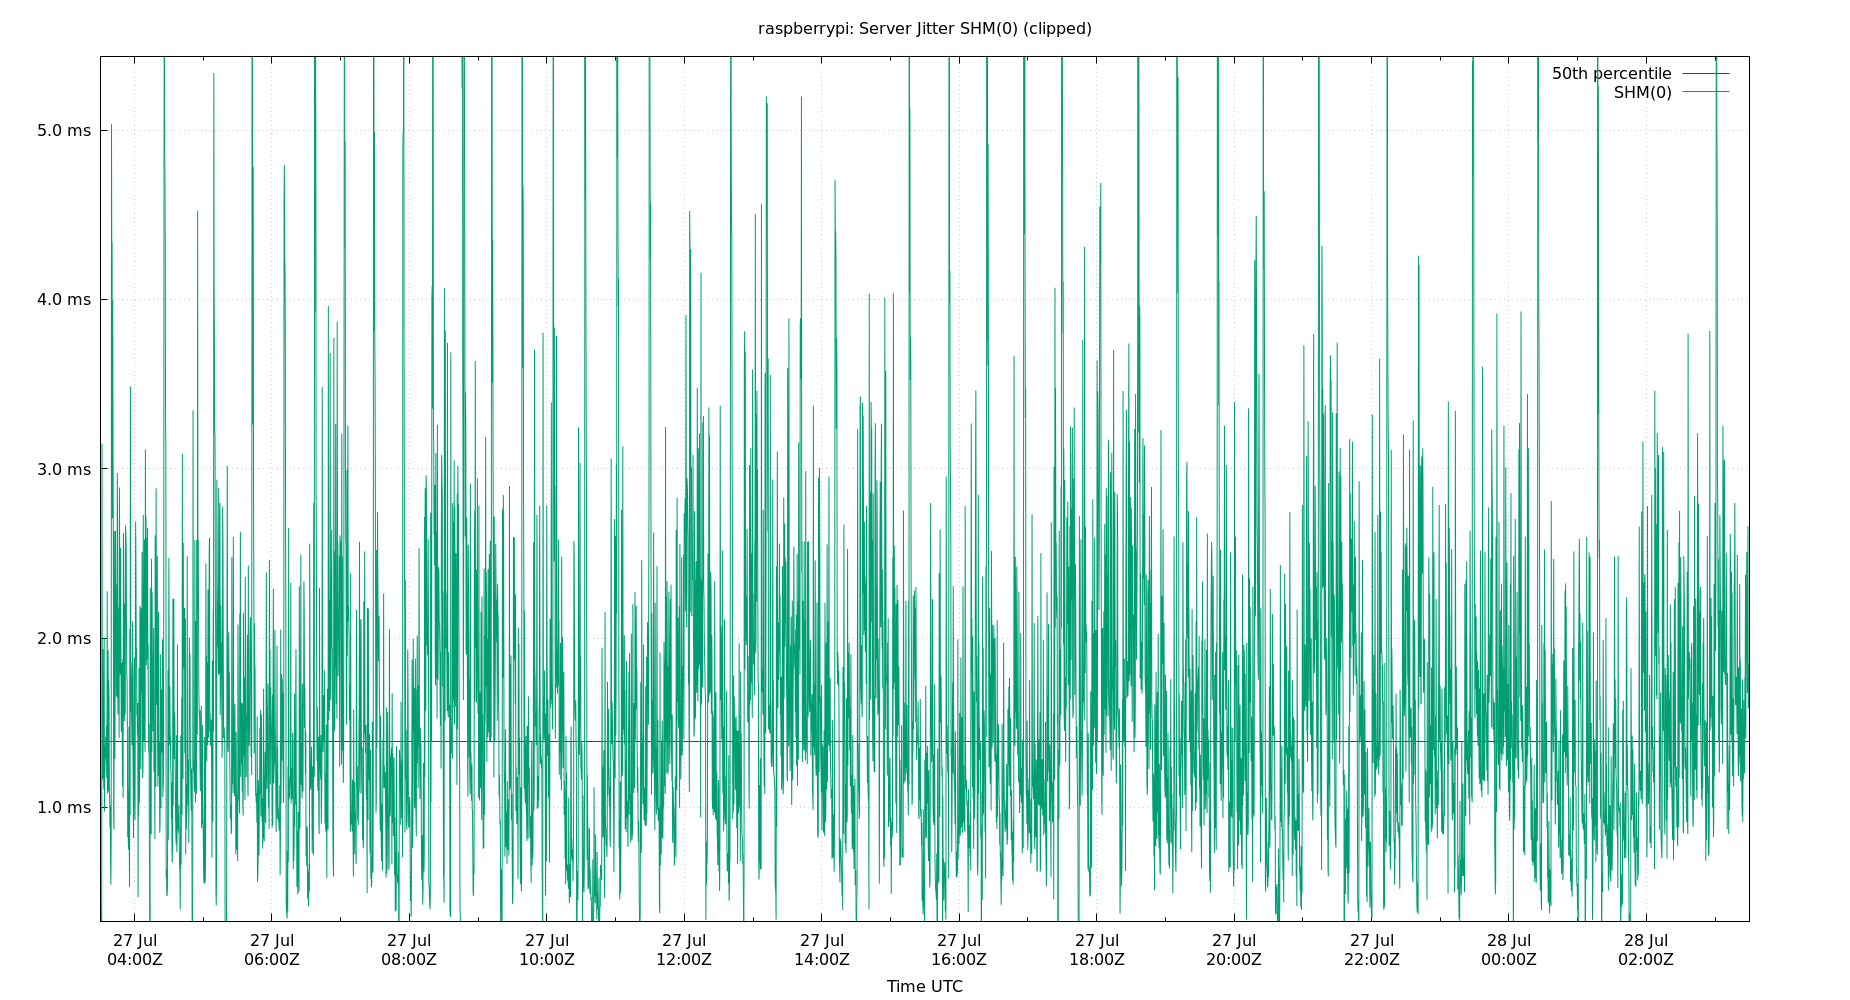 raspberrypi: Server Jitter SHM(0) (clipped)
50th percentile
SHM(0)
5.0 ms
4.0 ms
3.0 ms
2.0 ms
1.0 ms
27 Jul 27 Jul 27 Jul 27 Jul 27 Jul 27 Jul 27 Jul 27 Jul 27 Jul 27 Jul 28 Jul 28 Jul
04:00Z 06:00Z 08:00Z 10:00Z 12:00Z 14:00Z 16:00Z 18:00Z 20:00Z 22:00Z 00:00Z 02:00Z
Time UTC